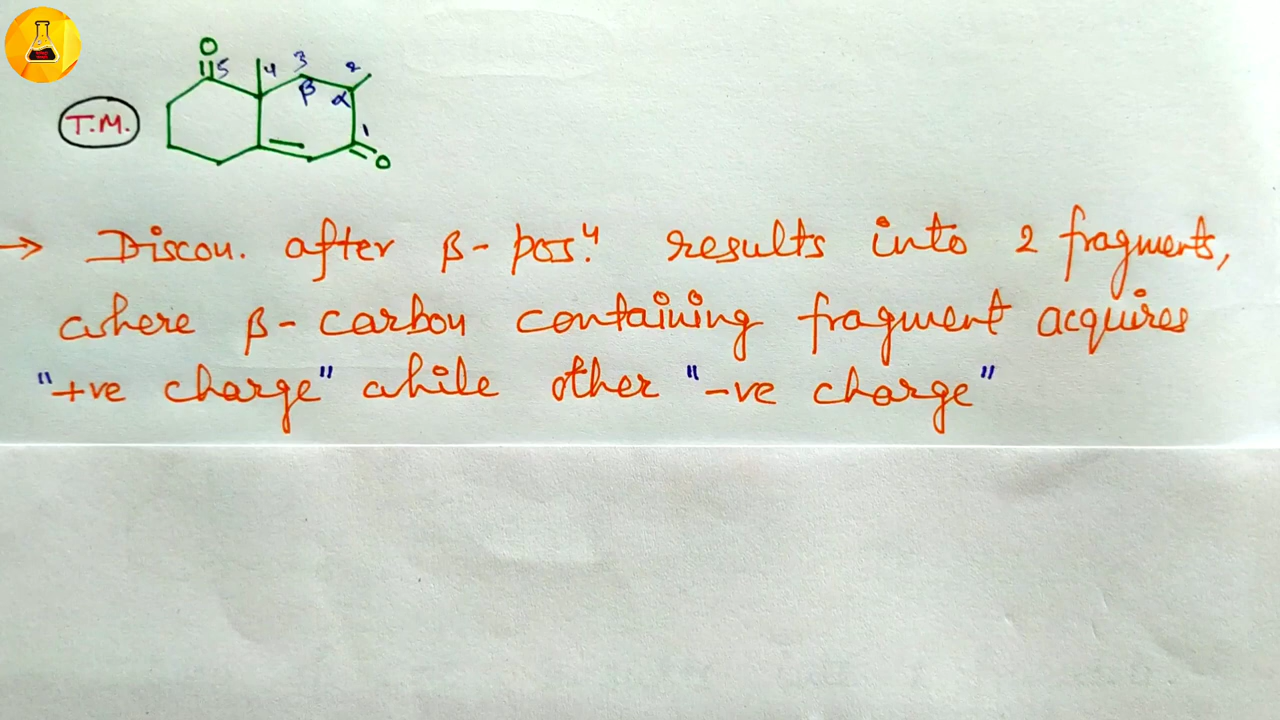 O
5 4 3 2
β α
1
T.M.
O
→ Discon. after β- posⁿ. results into 2 fragments,
where β- carbon containing fragment acquires
"+ve charge" while other "-ve charge"